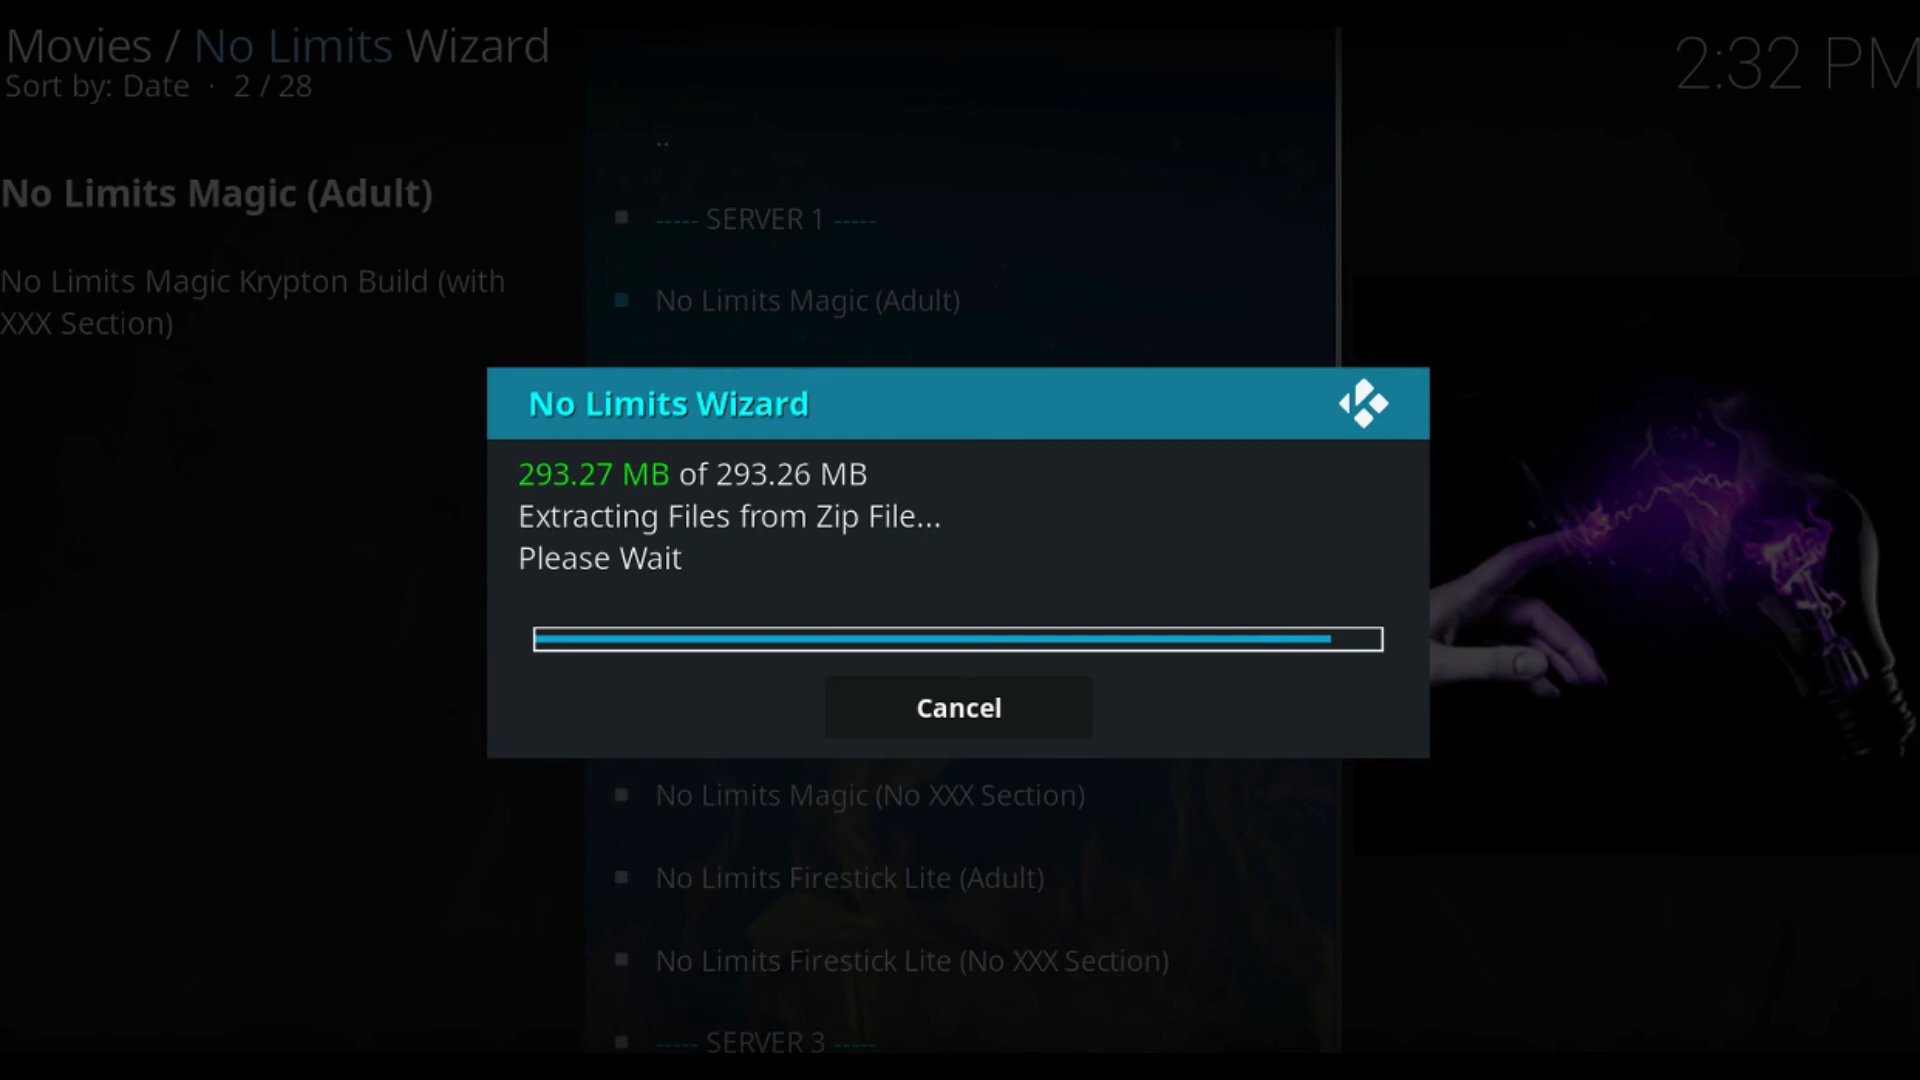 Movies / No Limits Wizard
Sort by: Date · 2 / 28
2:32 PM
No Limits Magic (Adult)
No Limits Magic Krypton Build (with
XXX Section)
..
----- SERVER 1 -----
No Limits Magic (Adult)
No Limits Wizard
293.27 MB of 293.26 MB
Extracting Files from Zip File...
Please Wait
Cancel
No Limits Magic (No XXX Section)
No Limits Firestick Lite (Adult)
No Limits Firestick Lite (No XXX Section)
----- SERVER 3 -----